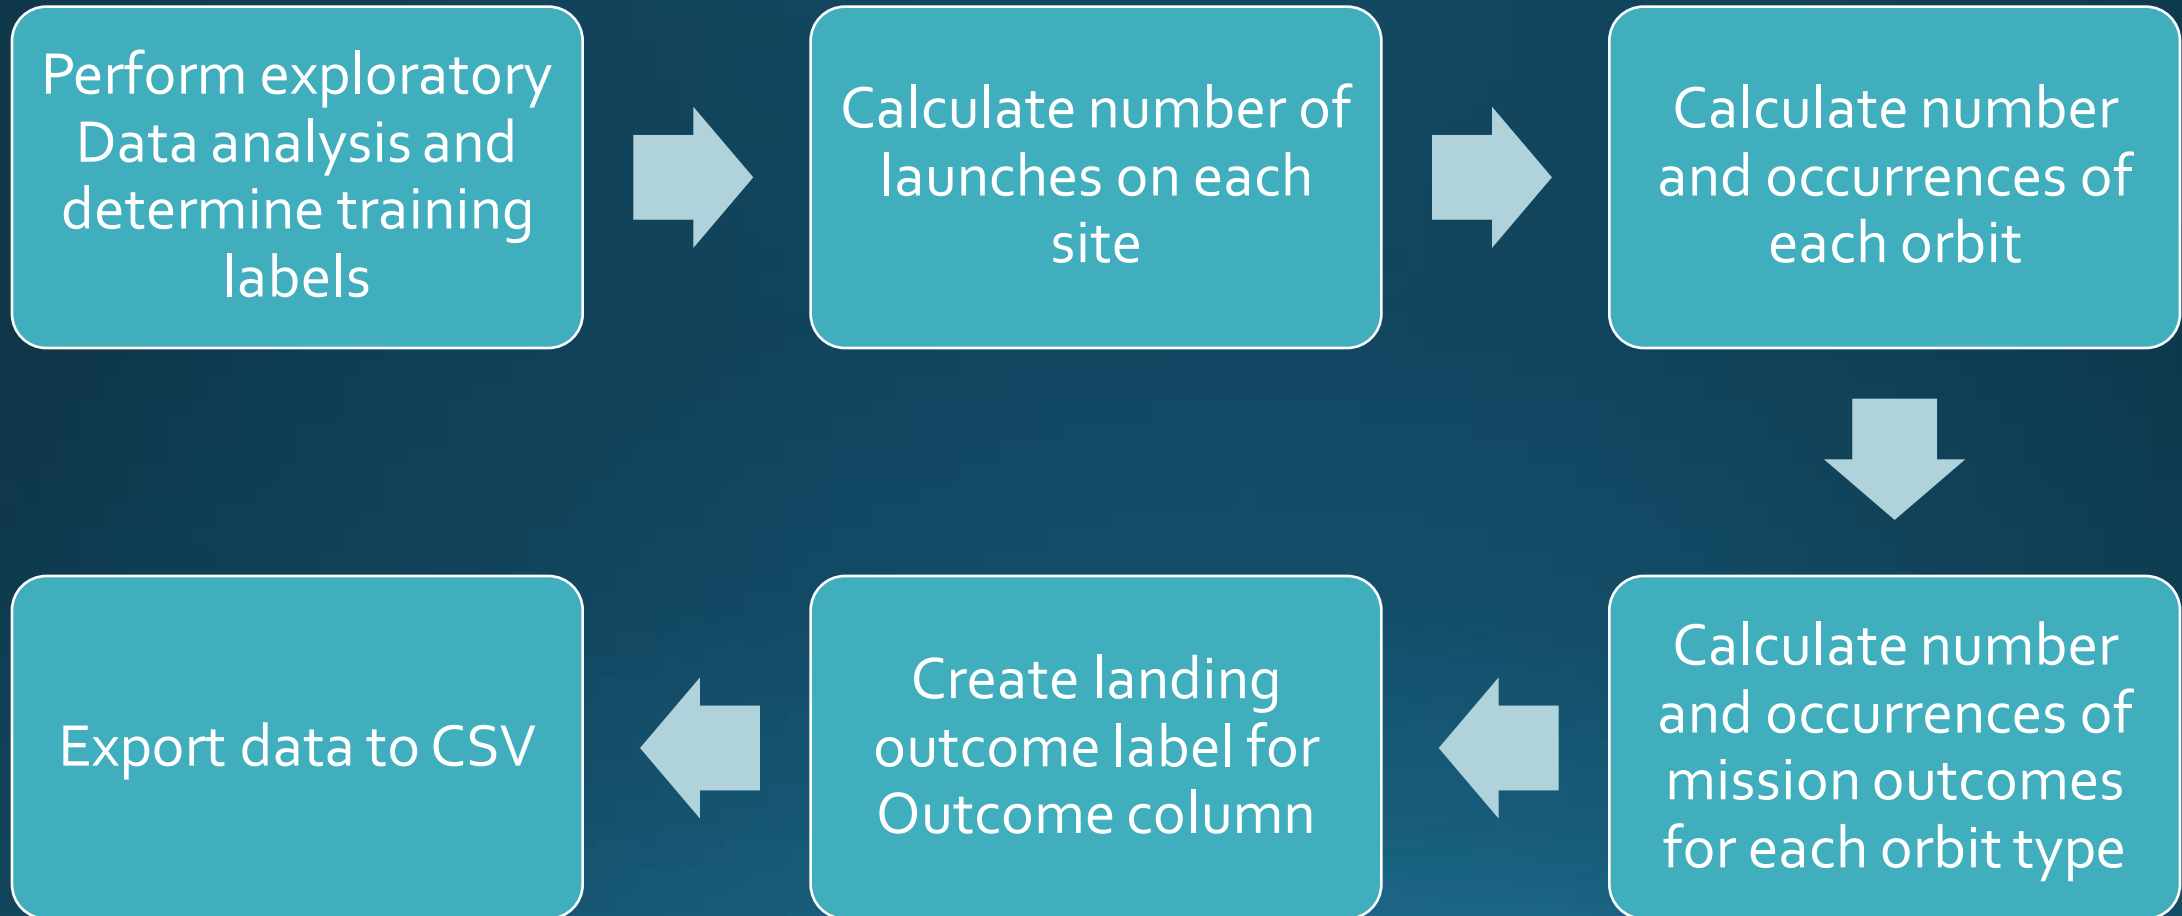 Perform exploratory
Data analysis and
determine training
labels
Calculate number of
launches on each
site
Calculate number
and occurrences of
each orbit
Calculate number
and occurrences of
mission outcomes
for each orbit type
Create landing
outcome label for
Outcome column
Export data to CSV